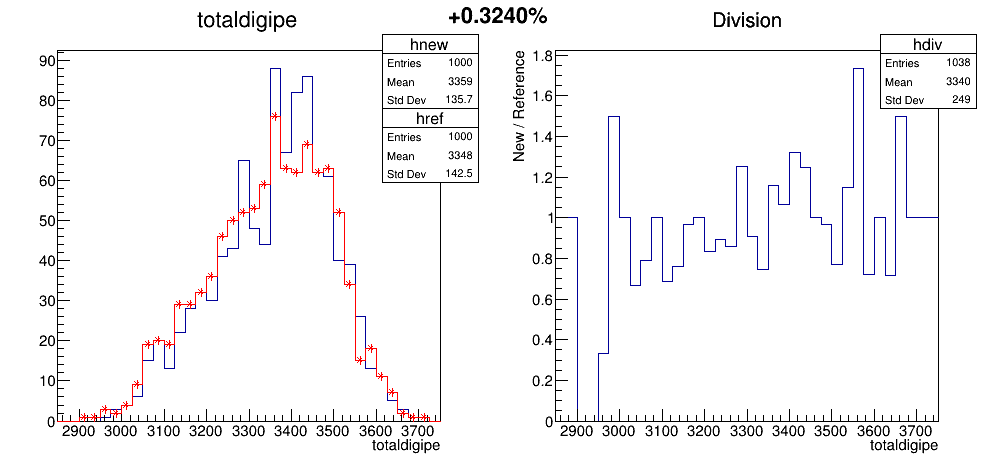 +0.3240%
totaldigipe
hnew
Entries 1000
Mean 3359
Std Dev 135.7
href
Entries 1000
Mean 3348
Std Dev 142.5
90
80
70
60
50
40
30
20
10
0
2900 3000 3100 3200 3300 3400 3500 3600 3700
totaldigipe
Division
hdiv
Entries 1038
Mean 3340
Std Dev 249
New / Reference
1.8
1.6
1.4
1.2
1
0.8
0.6
0.4
0.2
0
2900 3000 3100 3200 3300 3400 3500 3600 3700
totaldigipe